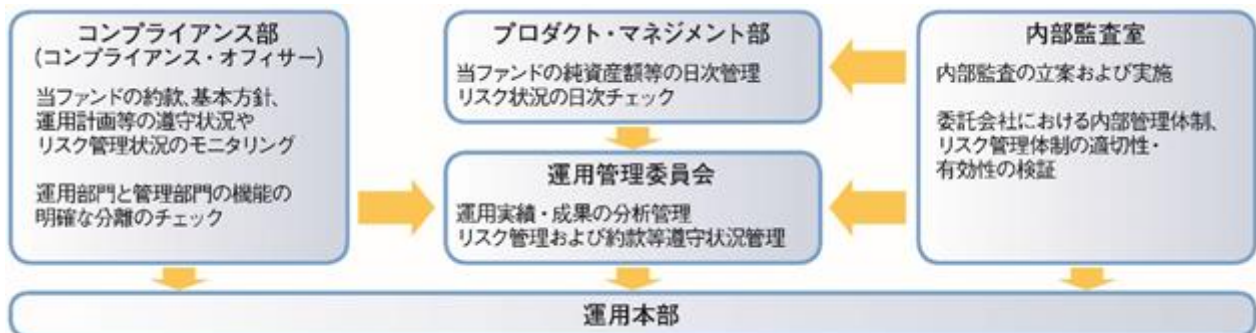 コンプライアンス部
(コンプライアンス・オフィサー)
当ファンドの約款、基本方針、
運用計画等の遵守状況や
リスク管理状況のモニタリング
運用部門と管理部門の機能の
明確な分離のチェック
プロダクト・マネジメント部
当ファンドの純資産額等の日次管理
リスク状況の日次チェック
運用管理委員会
運用実績・成果の分析管理
リスク管理および約款等遵守状況管理
内部監査室
内部監査の立案および実施
委託会社における内部管理体制、
リスク管理体制の適切性・
有効性の検証
運用本部